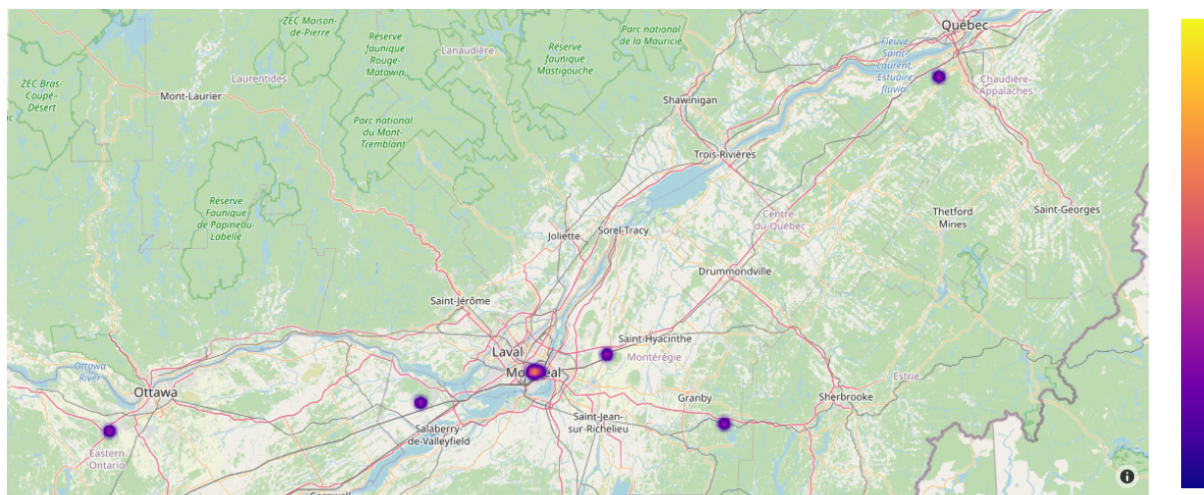 ZEC Maison-
de-Pierre
Réserve
faunique
Rouge-
Matawin
Lanaudière
Réserve
faunique
Mastigouche
Parc national
de la Mauricie
Québec
Fleuve
Saint-
Laurent,
Estuaire
fluvial
Chaudière-
Appalaches
ZEC Bras-
Coupé-
Désert
Laurentides
Mont-Laurier
Shawinigan
Parc national
du Mont-
Tremblant
Trois-Rivières
Réserve
Faunique
de Papineau-
Labelle
Centre-
du-Québec
Thetford
Mines
Saint-Georges
Joliette
Sorel-Tracy
Drummondville
Saint-Jérôme
Laval
Saint-Hyacinthe
Montérégie
Ottawa
River
Ottawa
Granby
Estrie
Sherbrooke
Salaberry
-de-Valleyfield
Saint-Jean-
sur-Richelieu
Eastern
Ontario